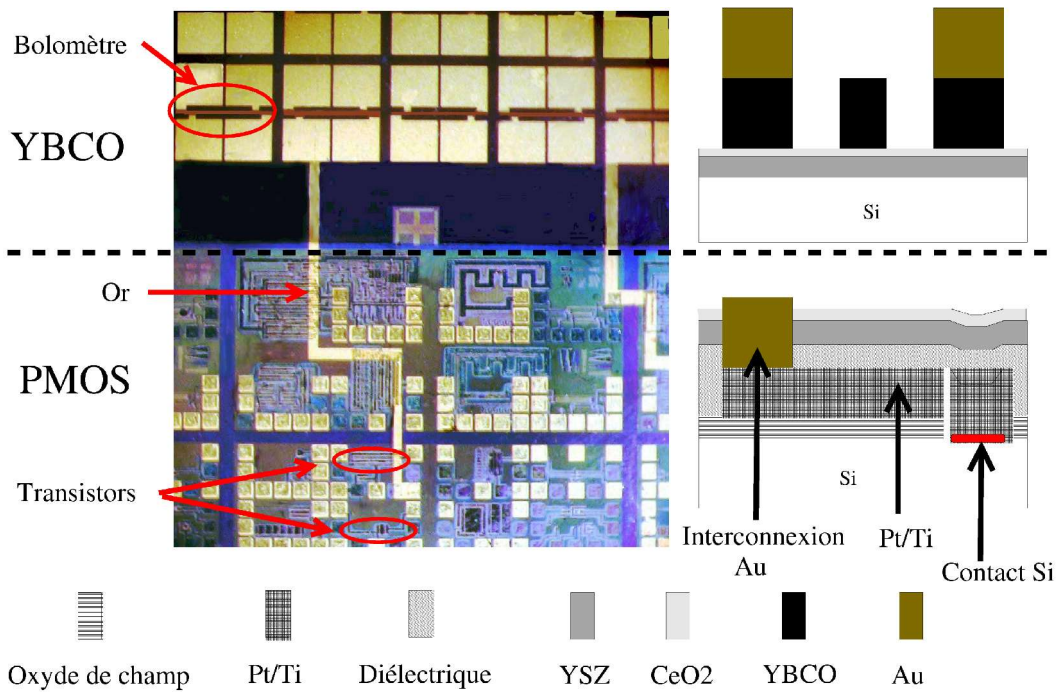 Bolomètre
YBCO
Si
Or
PMOS
Transistors
Si
Interconnexion
Au
Pt/Ti
Contact Si
Oxyde de champ
Pt/Ti
Diélectrique
YSZ
CeO2
YBCO
Au